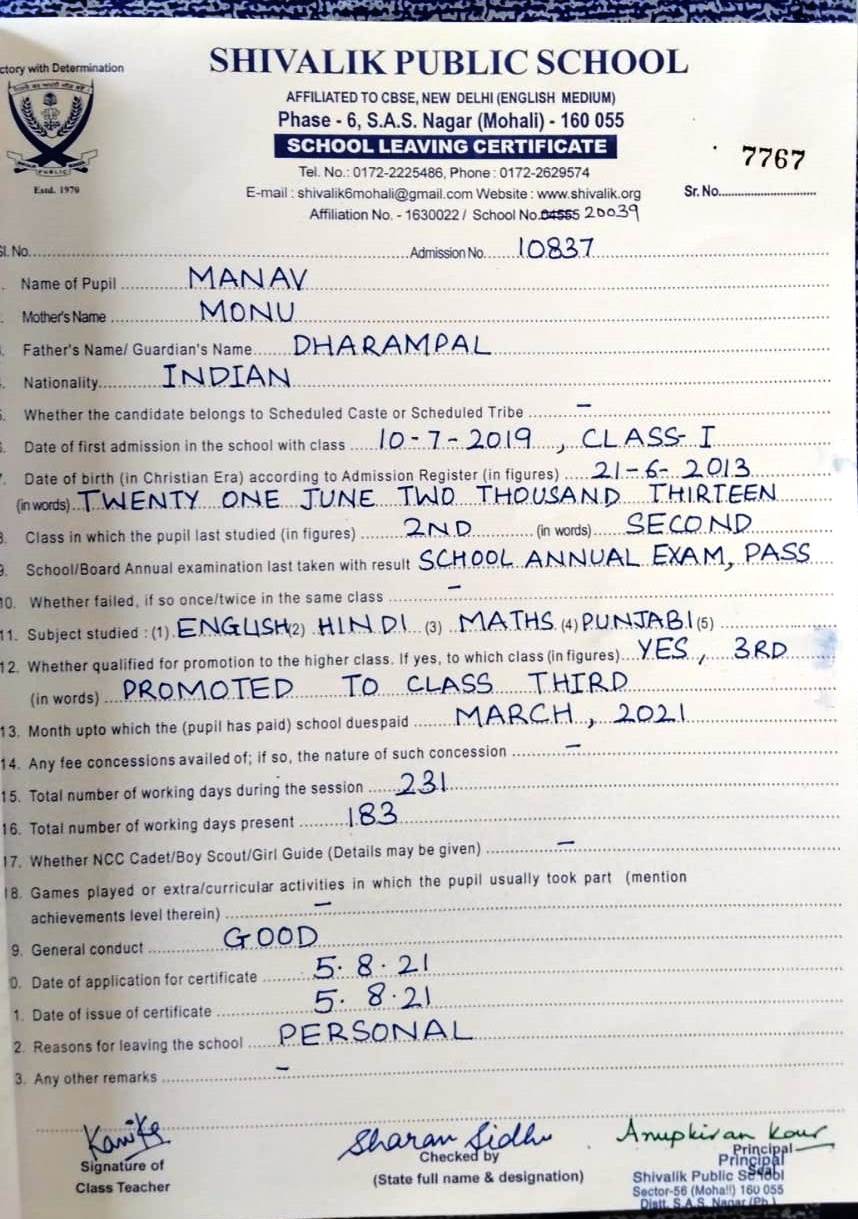 ctory with Determination
SHIVALIK PUBLIC SCHOOL
AFFILIATED TO CBSE, NEW DELHI (ENGLISH MEDIUM)
Phase - 6, S.A.S. Nagar (Mohali) - 160 055
SCHOOL LEAVING CERTIFICATE
PUBLIC
Estd. 1970
Tel. No.: 0172-2225486, Phone : 0172-2629574
7767
E-mail : shivalik6mohali@gmail.com Website : www.shivalik.org
Sr. No.
Affiliation No. - 1630022 / School No. 04555 20039
Sl. No. Admission No. 10837
Name of Pupil MANAV
Mother's Name MONU
Father's Name/ Guardian's Name DHARAMPAL
Nationality INDIAN
Whether the candidate belongs to Scheduled Caste or Scheduled Tribe –
Date of first admission in the school with class 10-7-2019, CLASS-I
Date of birth (in Christian Era) according to Admission Register (in figures) 21-6-2013
(in words) TWENTY ONE JUNE TWO THOUSAND THIRTEEN
Class in which the pupil last studied (in figures) 2ND (in words) SECOND
School/Board Annual examination last taken with result SCHOOL ANNUAL EXAM, PASS
10. Whether failed, if so once/twice in the same class –
11. Subject studied : (1) ENGLISH (2) HINDI (3) MATHS (4) PUNJABI (5)
12. Whether qualified for promotion to the higher class. If yes, to which class (in figures) YES, 3RD
(in words) PROMOTED TO CLASS THIRD
13. Month upto which the (pupil has paid) school duespaid MARCH, 2021
14. Any fee concessions availed of; if so, the nature of such concession –
15. Total number of working days during the session 231
16. Total number of working days present 183
17. Whether NCC Cadet/Boy Scout/Girl Guide (Details may be given) –
18. Games played or extra/curricular activities in which the pupil usually took part (mention
achievements level therein) –
9. General conduct GOOD
0. Date of application for certificate 5.8.21
1. Date of issue of certificate 5.8.21
2. Reasons for leaving the school PERSONAL
3. Any other remarks –
Sharan Sidhu
Anupkiran Kour
Signature of
Class Teacher
Checked by
(State full name & designation)
Principal
Seal
Principal
Shivalik Public School
Sector-56 (Mohali) 160 055
Distt. S.A.S. Nagar (Pb.)